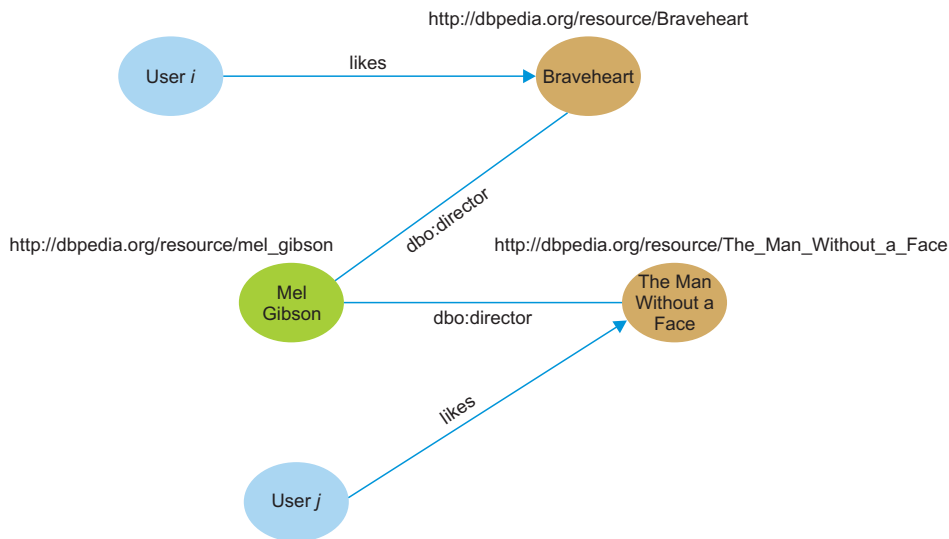 http://dbpedia.org/resource/Braveheart
User i
likes
Braveheart
dbo:director
http://dbpedia.org/resource/mel_gibson
http://dbpedia.org/resource/The_Man_Without_a_Face
Mel
Gibson
dbo:director
The Man
Without a
Face
likes
User j